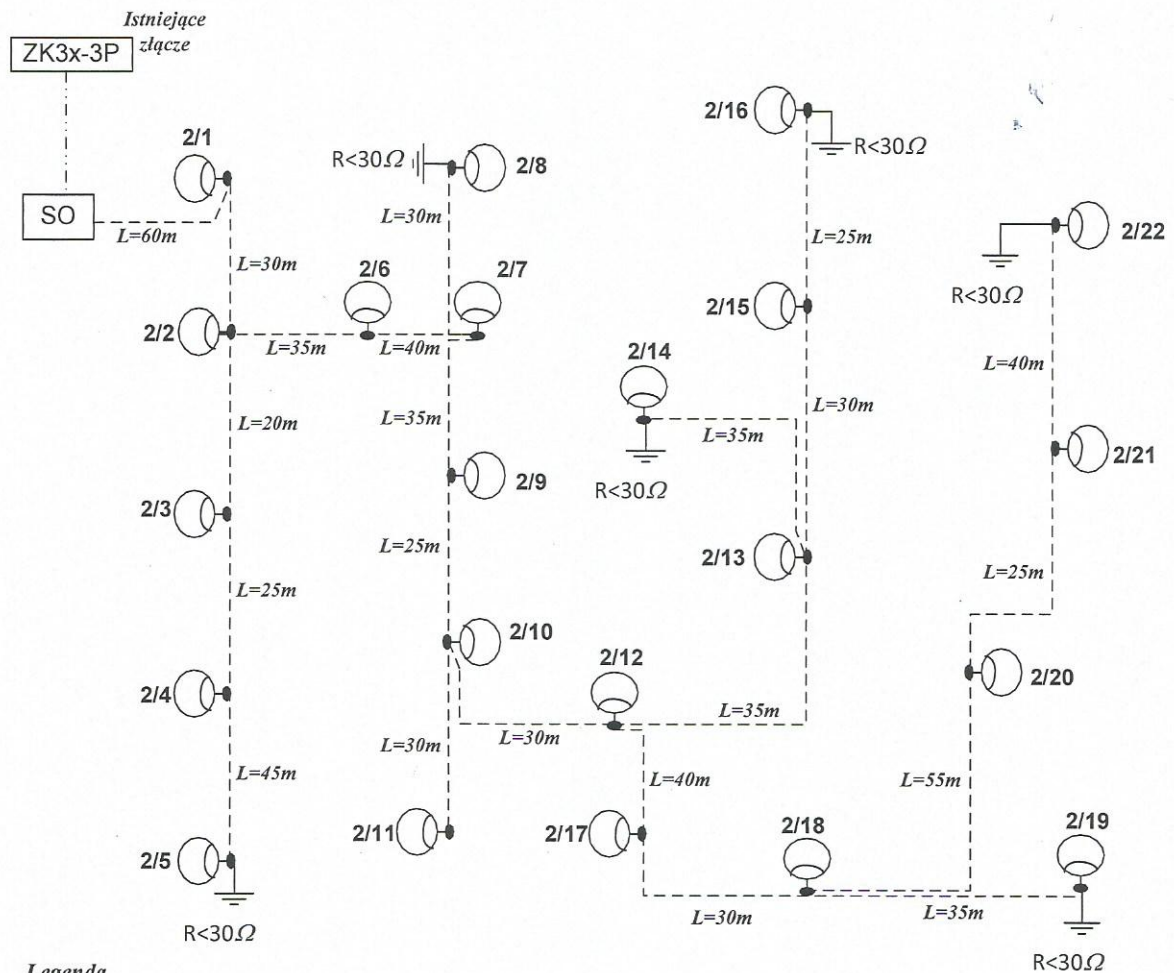 Istniejące
złącze
ZK3x-3P
2/1
SO
L=60m
L=30m
2/2
L=35m
2/6
L=40m
2/7
R<30Ω
2/8
L=30m
L=20m
2/3
L=25m
2/4
L=45m
2/5
R<30Ω
L=35m
2/9
L=25m
2/10
L=30m
2/11
L=30m
2/12
L=35m
2/13
L=35m
2/14
R<30Ω
L=30m
2/15
L=25m
2/16
R<30Ω
L=40m
2/17
L=30m
2/18
L=35m
2/19
R<30Ω
L=55m
2/20
L=25m
2/21
L=40m
2/22
R<30Ω
Legenda